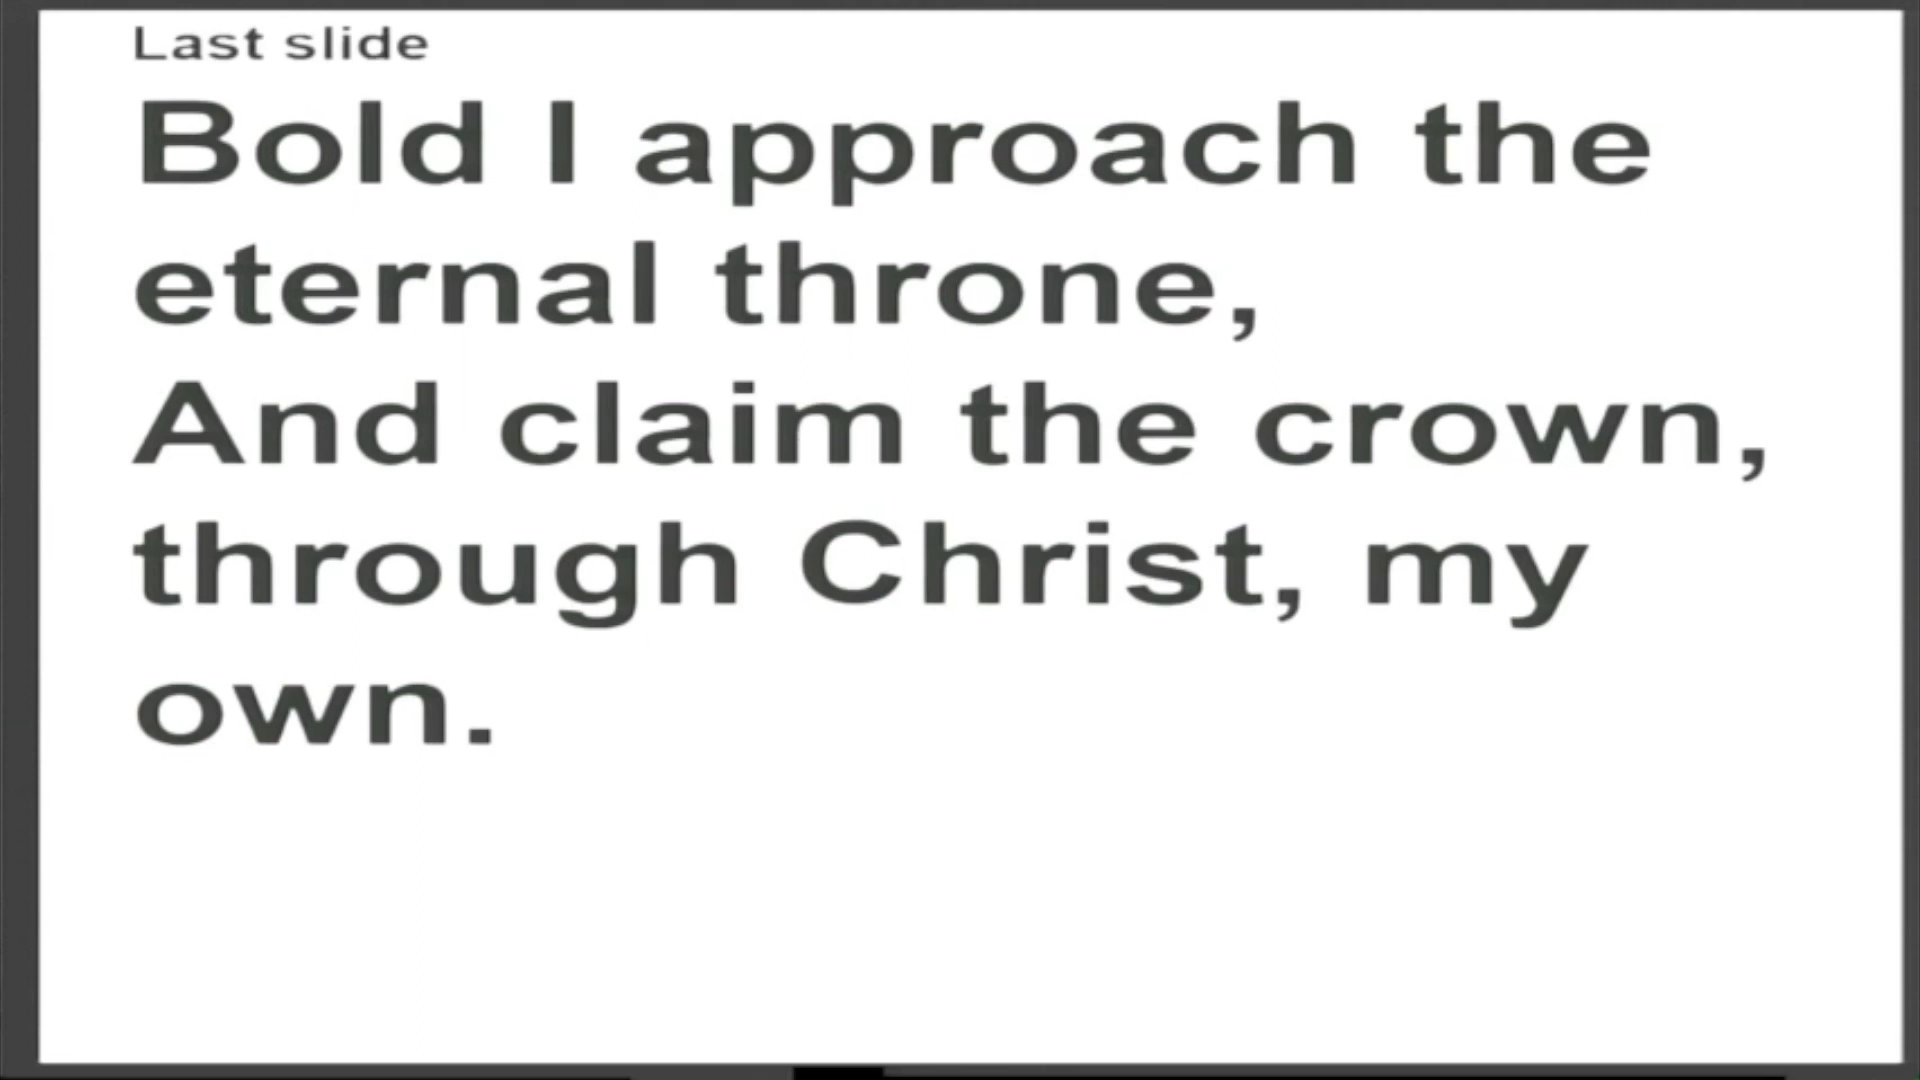 Last slide
Bold I approach the
eternal throne,
And claim the crown,
through Christ, my
own.